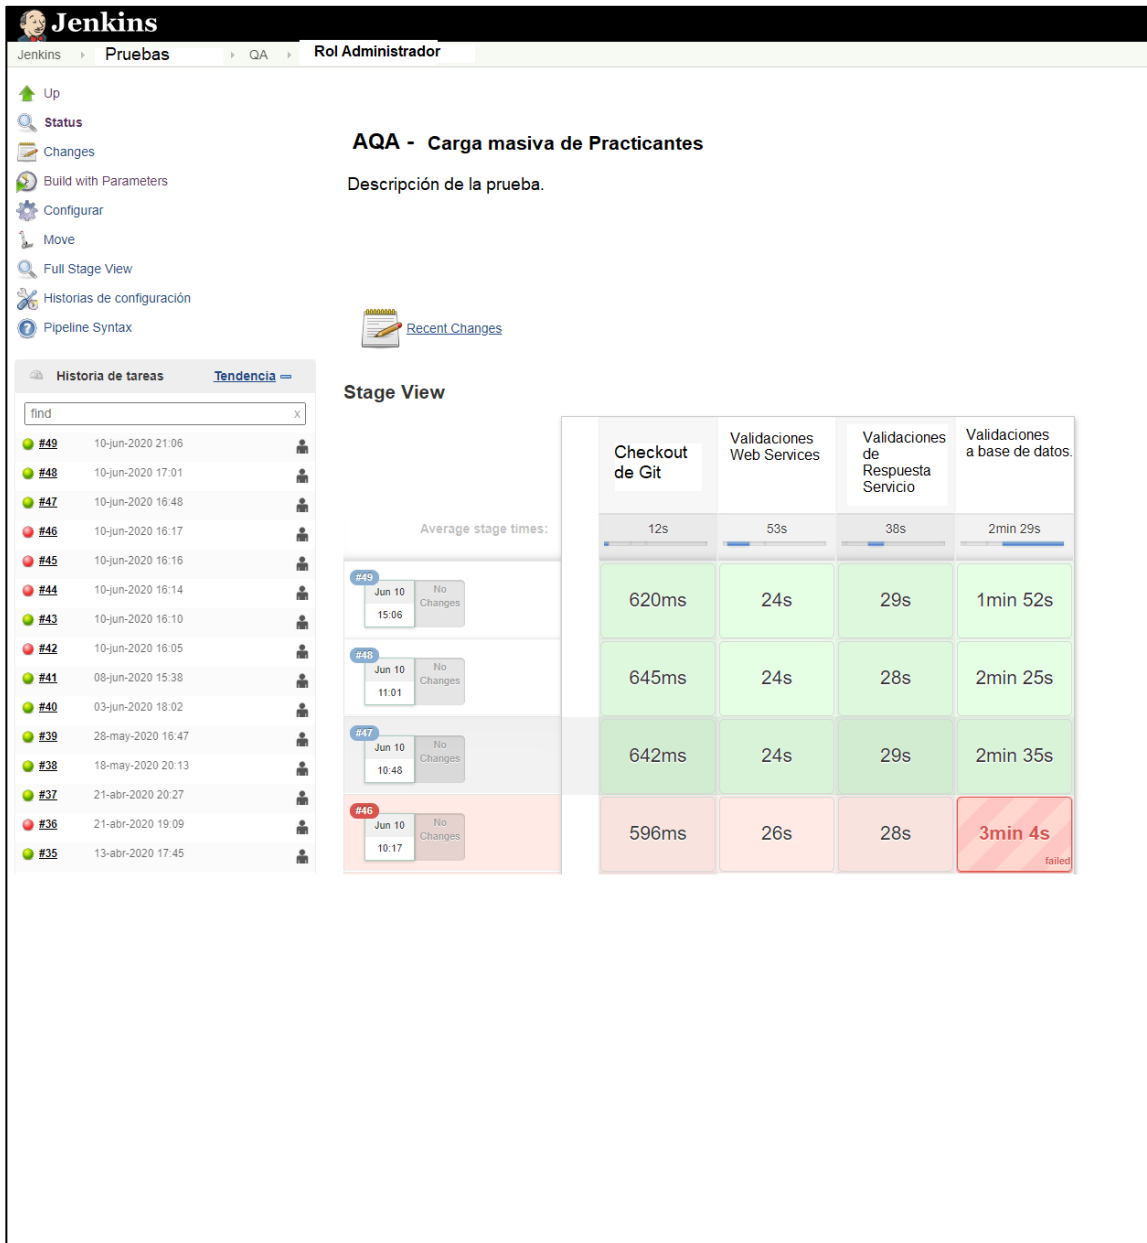 Jenkins
Jenkins Pruebas QA Rol Administrador
Up
Status
Changes
Build with Parameters
Configurar
Move
Full Stage View
Historias de configuración
Pipeline Syntax
Historia de tareas Tendencia
find x
#49 10-jun-2020 21:06
#48 10-jun-2020 17:01
#47 10-jun-2020 16:48
#46 10-jun-2020 16:17
#45 10-jun-2020 16:16
#44 10-jun-2020 16:14
#43 10-jun-2020 16:10
#42 10-jun-2020 16:05
#41 08-jun-2020 15:38
#40 03-jun-2020 18:02
#39 28-may-2020 16:47
#38 18-may-2020 20:13
#37 21-abr-2020 20:27
#36 21-abr-2020 19:09
#35 13-abr-2020 17:45
AQA - Carga masiva de Practicantes
Descripción de la prueba.
Recent Changes
Stage View
Checkout
de Git
Validaciones
Web Services
Validaciones
de
Respuesta
Servicio
Validaciones
a base de datos.
Average stage times: 12s 53s 38s 2min 29s
#49
Jun 10
15:06
No
Changes
620ms 24s 29s 1min 52s
#48
Jun 10
11:01
No
Changes
645ms 24s 28s 2min 25s
#47
Jun 10
10:48
No
Changes
642ms 24s 29s 2min 35s
#46
Jun 10
10:17
No
Changes
596ms 26s 28s 3min 4s
failed